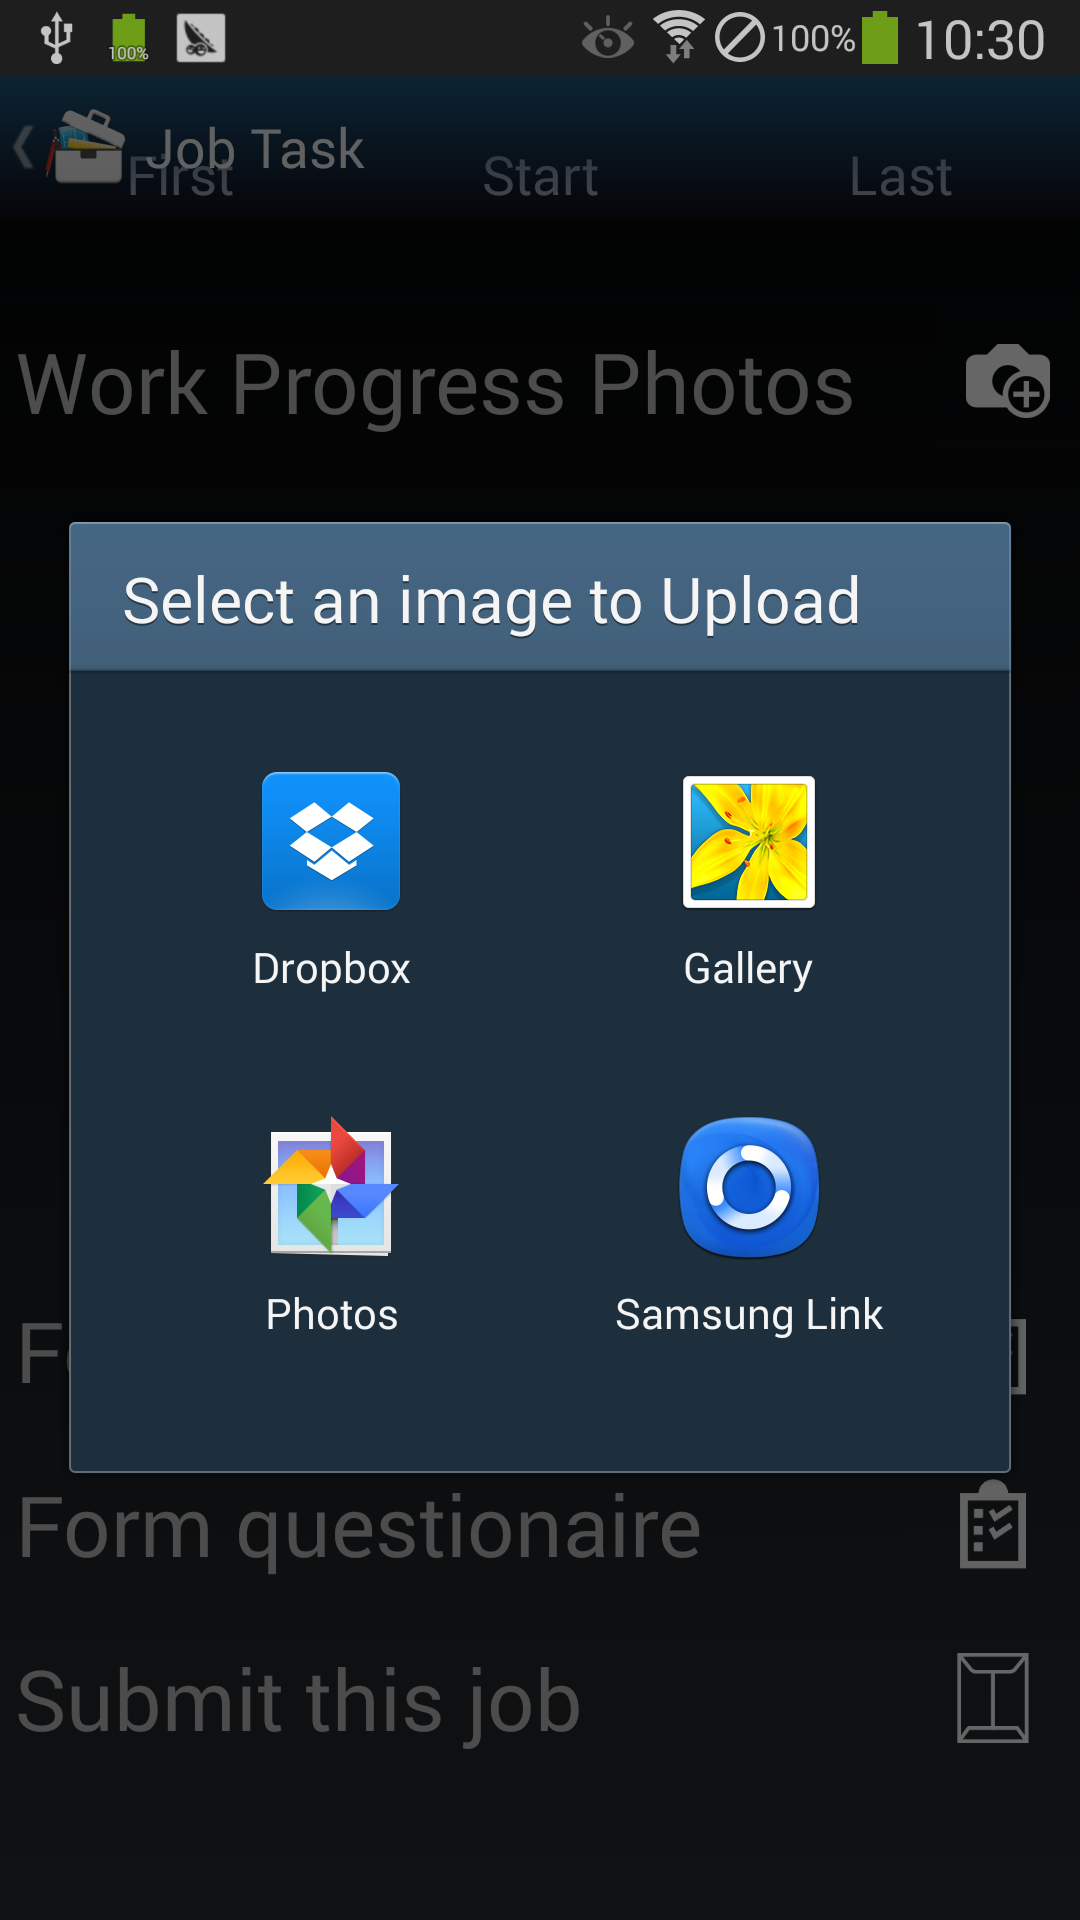 100%
100%
10:30
Job Task
First
Start
Last
Work Progress Photos
Select an image to Upload
Dropbox
Gallery
Photos
Samsung Link
Form questionaire
Submit this job